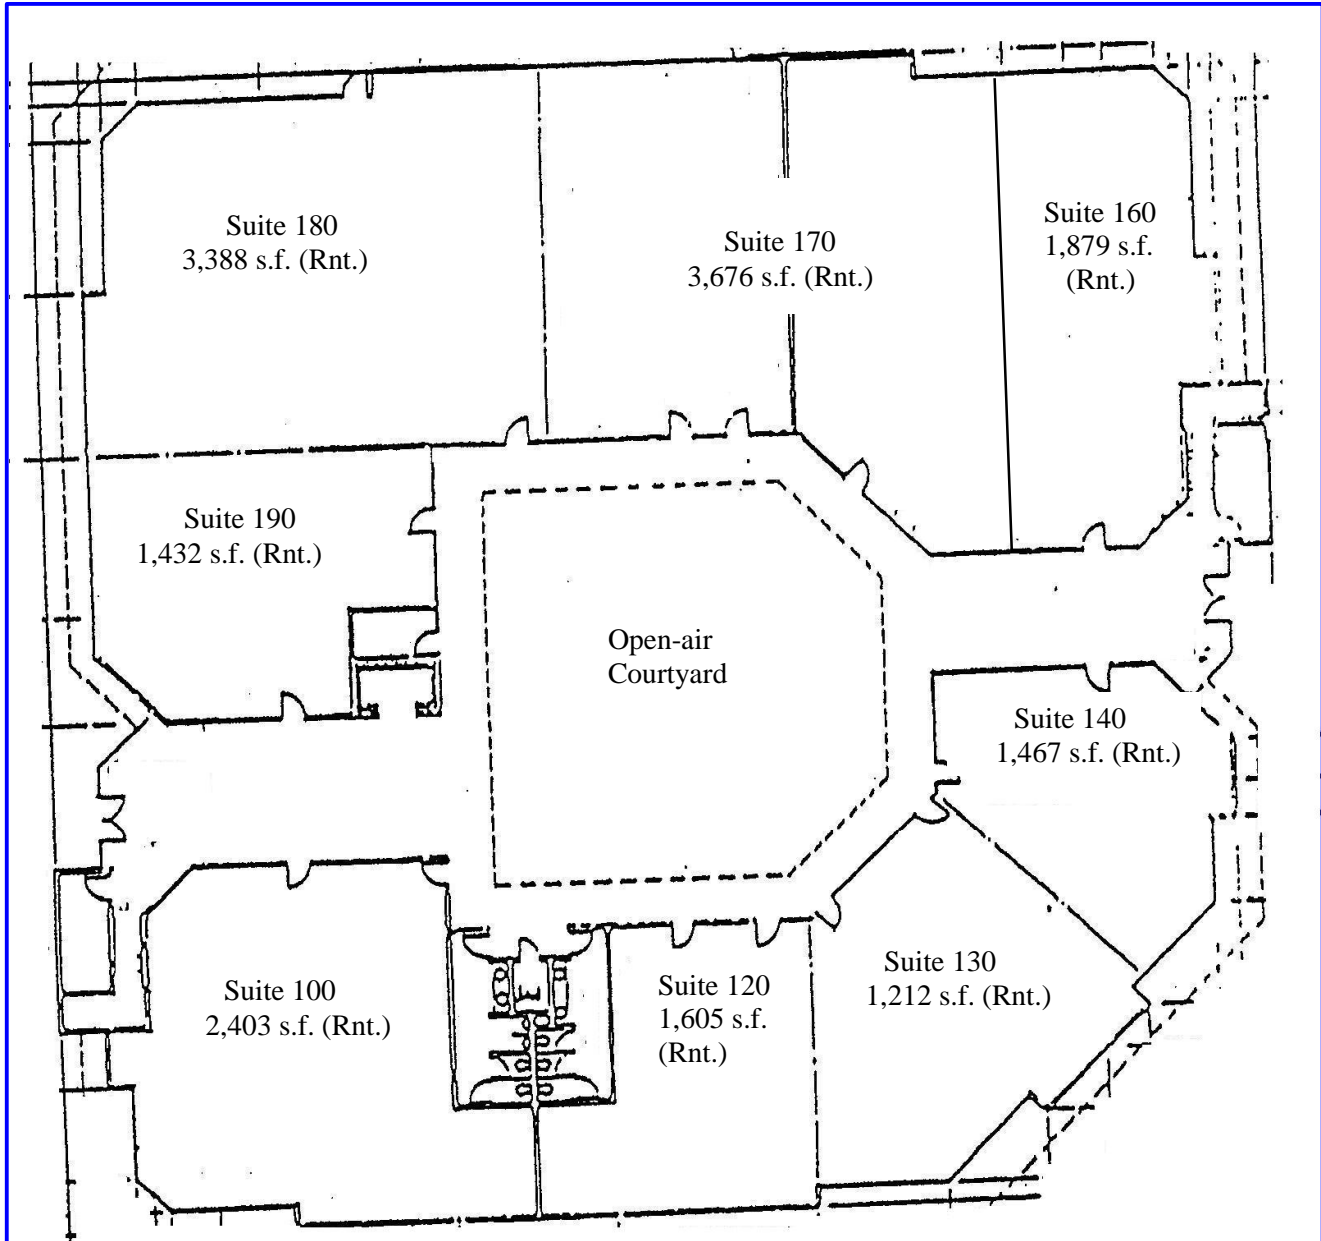 Suite 180
3,388 s.f. (Rnt.)
Suite 170
3,676 s.f. (Rnt.)
Suite 160
1,879 s.f.
(Rnt.)
Suite 190
1,432 s.f. (Rnt.)
Open-air
Courtyard
Suite 140
1,467 s.f. (Rnt.)
Suite 100
2,403 s.f. (Rnt.)
Suite 120
1,605 s.f.
(Rnt.)
Suite 130
1,212 s.f. (Rnt.)